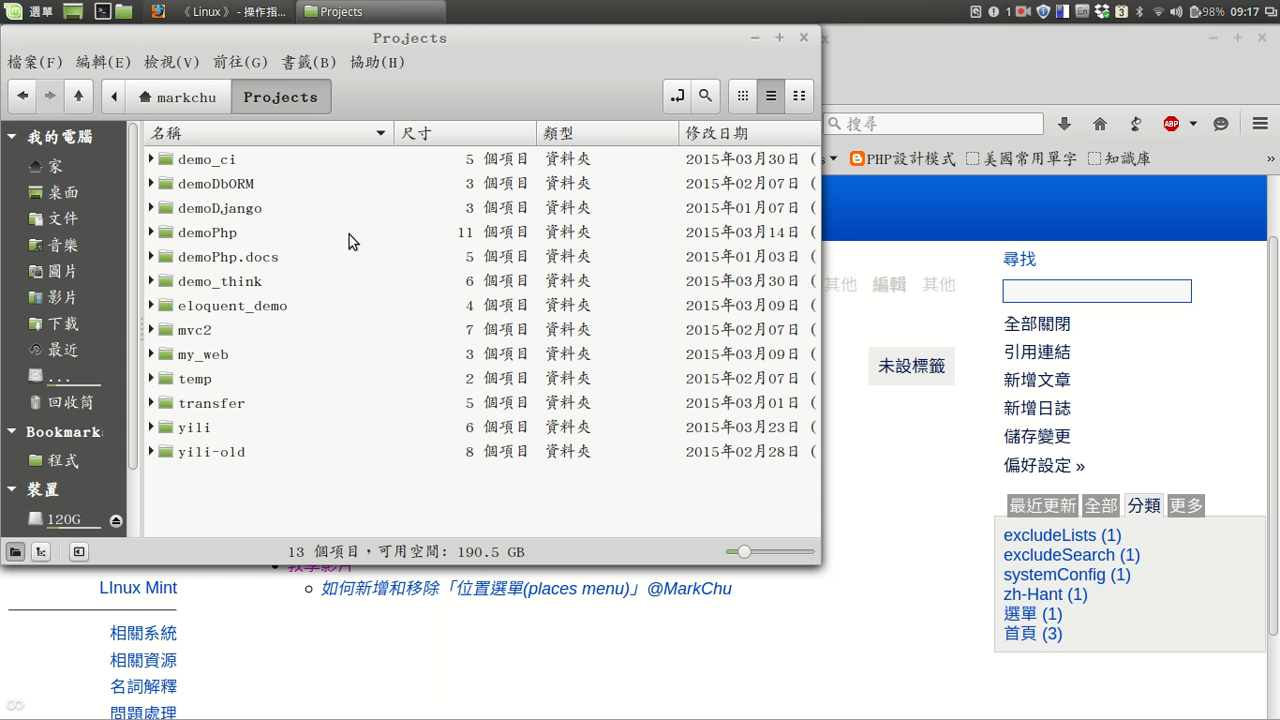 選單 《 Linux 》 - 操作指... Projects 1 3 98% 09:17
Projects
檔案(F) 編輯(E) 檢視(V) 前往(G) 書籤(B) 協助(H)
markchu Projects
搜尋 ABP
PHP設計模式 美國常用單字 知識庫 »
我的電腦
家
桌面
文件
音樂
圖片
影片
下載
最近
...
回收筒
Bookmark
程式
裝置
120G
名稱 尺寸 類型 修改日期
demo_ci 5 個項目 資料夾 2015年03月30日 (
demoDbORM 3 個項目 資料夾 2015年02月07日 (
demoDjango 3 個項目 資料夾 2015年01月07日 (
demoPhp 11 個項目 資料夾 2015年03月14日 (
demoPhp.docs 5 個項目 資料夾 2015年01月03日 (
demo_think 6 個項目 資料夾 2015年03月30日 (
eloquent_demo 4 個項目 資料夾 2015年03月09日 (
mvc2 7 個項目 資料夾 2015年02月07日 (
my_web 3 個項目 資料夾 2015年03月09日 (
temp 2 個項目 資料夾 2015年02月07日 (
transfer 5 個項目 資料夾 2015年03月01日 (
yili 6 個項目 資料夾 2015年03月23日 (
yili-old 8 個項目 資料夾 2015年02月28日 (
13 個項目，可用空間: 190.5 GB
其他 編輯 其他
未設標籤
尋找
全部關閉
引用連結
新增文章
新增日誌
儲存變更
偏好設定 »
最近更新 全部 分類 更多
excludeLists (1)
excludeSearch (1)
systemConfig (1)
zh-Hant (1)
選單 (1)
首頁 (3)
教學影片
如何新增和移除「位置選單(places menu)」@MarkChu
LInux Mint
相關系統
相關資源
名詞解釋
問題處理